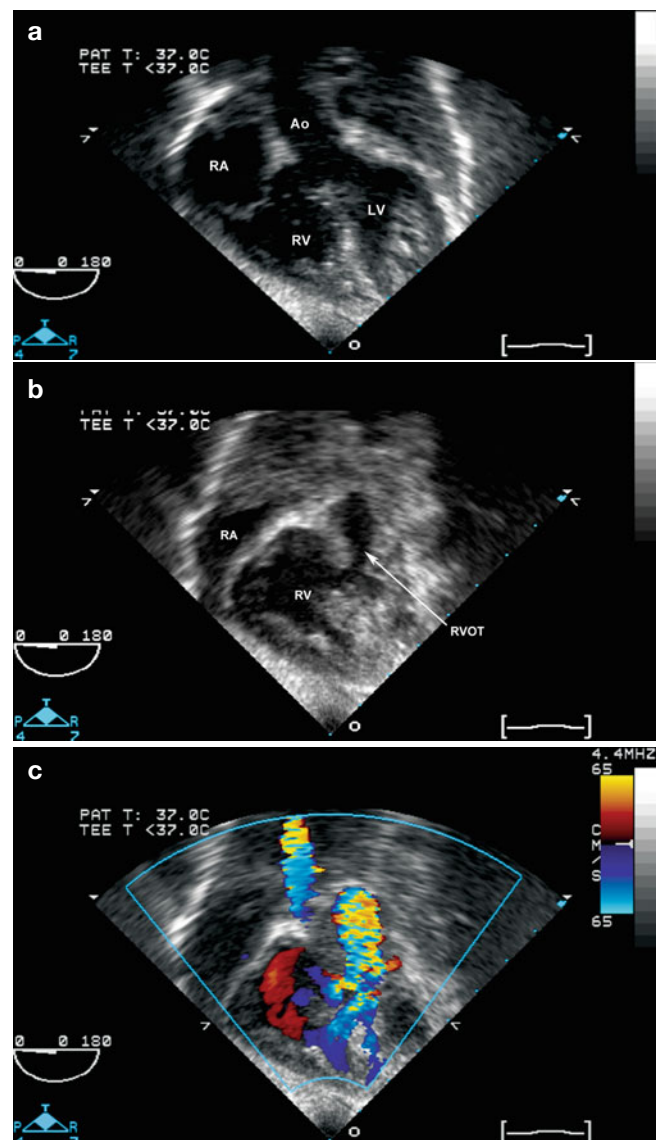 a
PAT T: 37.0C
TEE T <37.0C
Ao
RA
LV
RV
0 0 180
T
P R
4 7
b
TEE T <37.0C
RA
RV
RVOT
0 0 180
T
P R
4 7
c
4.4MHZ
65
PAT T: 37.0C
TEE T <37.0C
C
M
/
S
65
0 0 180
T
P R
4 7